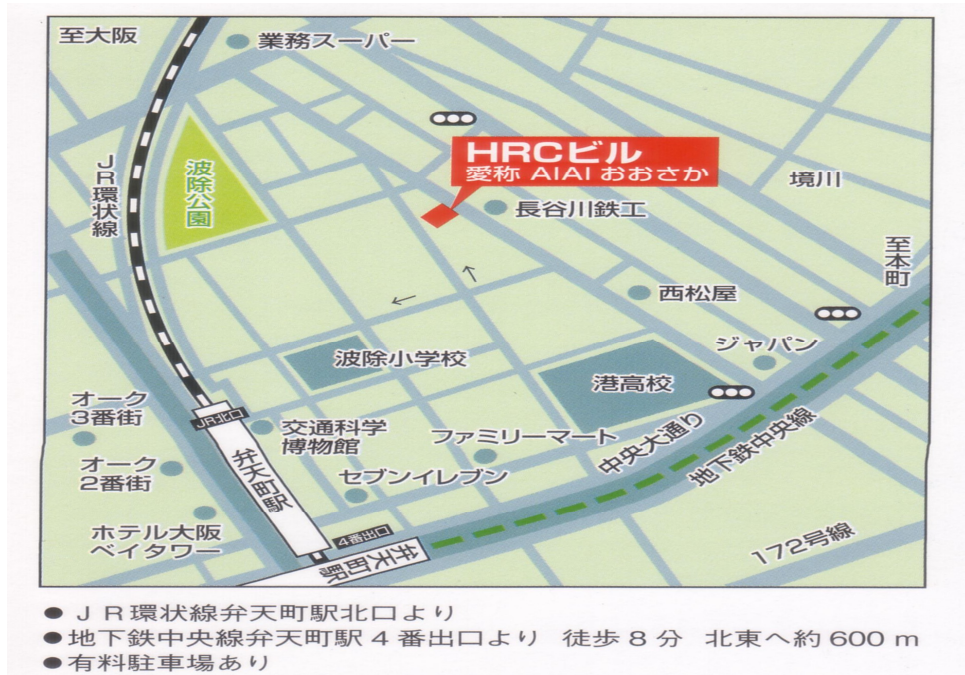 至大阪
業務スーパー
HRCビル
愛称 AIAI おおさか
JR環状線
波除公園
境川
長谷川鉄工
至本町
西松屋
ジャパン
波除小学校
港高校
オーク
3番街
JR北口
交通科学
博物館
ファミリーマート
中央大通り
地下鉄中央線
オーク
2番街
弁天町駅
セブンイレブン
ホテル大阪
ベイタワー
4番出口
弁天町駅
172号線
●JR環状線弁天町駅北口より
●地下鉄中央線弁天町駅4番出口より 徒歩8分 北東へ約600m
●有料駐車場あり